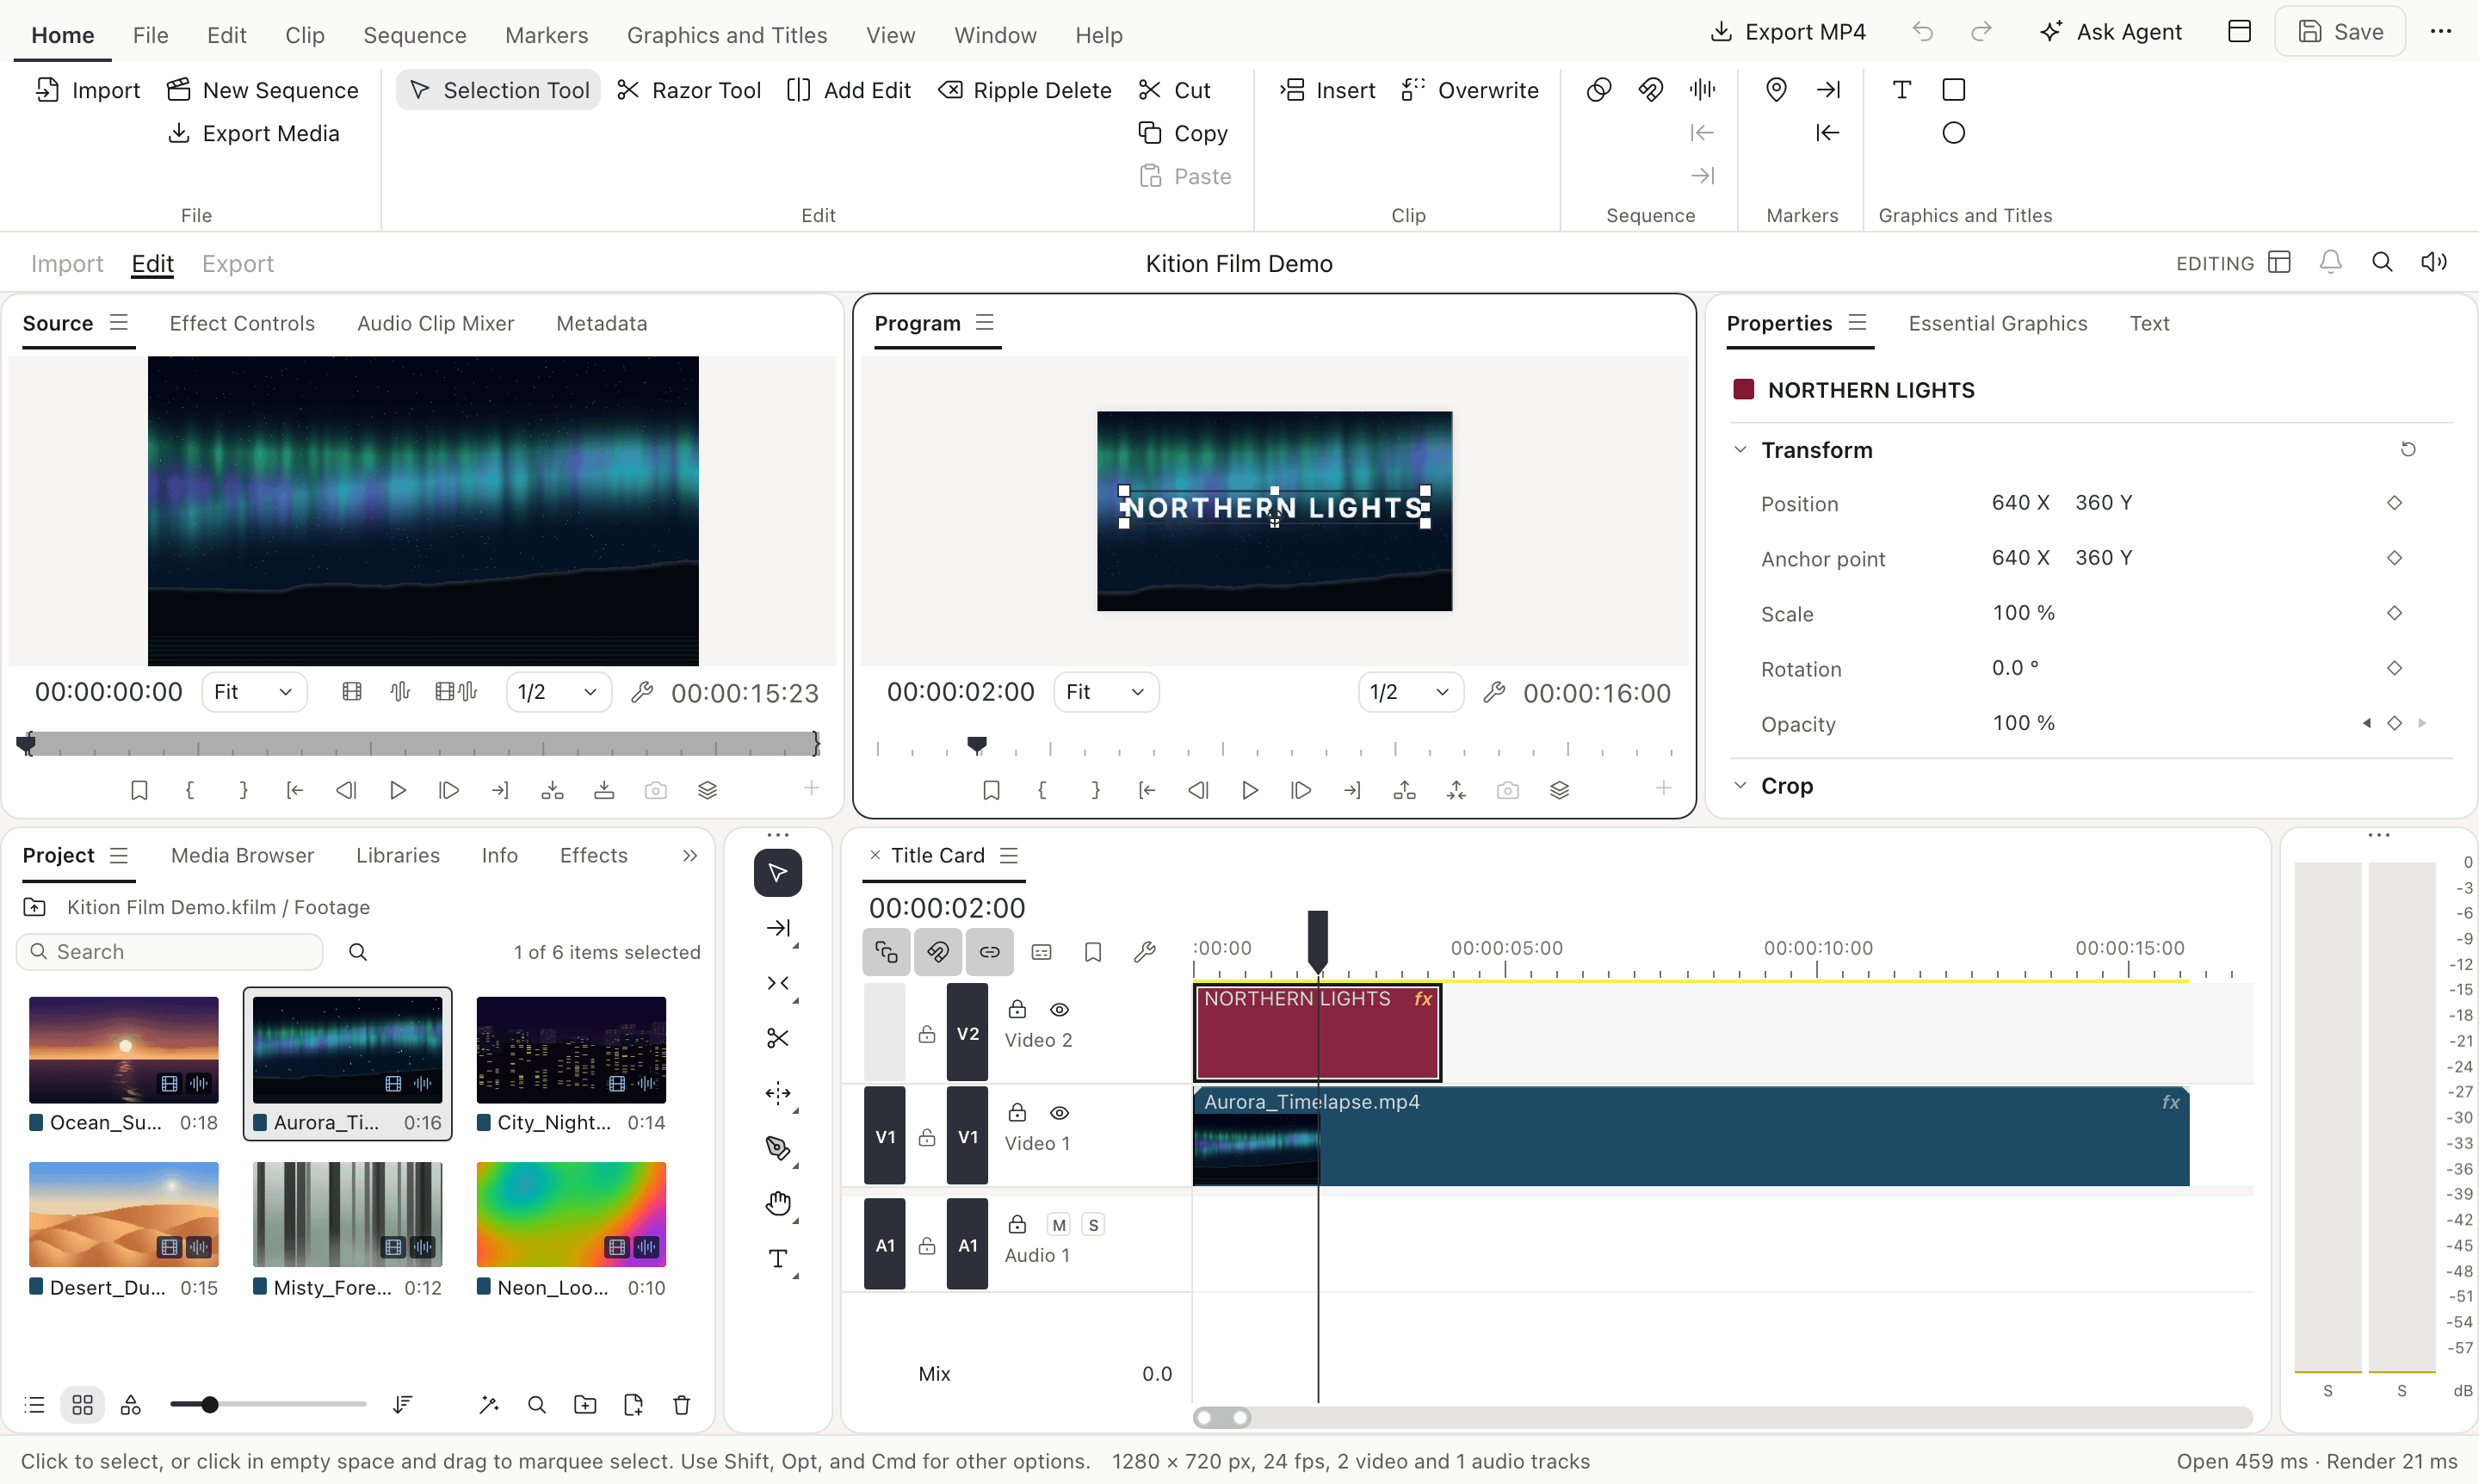 Home File Edit Clip Sequence Markers Graphics and Titles View Window Help Export MP4 Ask Agent Save
Import New Sequence Selection Tool Razor Tool Add Edit Ripple Delete Cut Insert Overwrite
Export Media Copy
Paste
File Edit Clip Sequence Markers Graphics and Titles
Import Edit Export Kition Film Demo EDITING
Source Effect Controls Audio Clip Mixer Metadata
Program
Properties Essential Graphics Text
NORTHERN LIGHTS
Transform
Position 640 X 360 Y
Anchor point 640 X 360 Y
Scale 100 %
Rotation 0.0 °
Opacity 100 %
Crop
NORTHERN LIGHTS
00:00:00:00 Fit 1/2 00:00:15:23
00:00:02:00 Fit 1/2 00:00:16:00
Project Media Browser Libraries Info Effects
Kition Film Demo.kfilm / Footage
Search 1 of 6 items selected
Ocean_Su... 0:18 Aurora_Ti... 0:16 City_Night... 0:14
Desert_Du... 0:15 Misty_Fore... 0:12 Neon_Loo... 0:10
Title Card
00:00:02:00
:00:00 00:00:05:00 00:00:10:00 00:00:15:00
V2 Video 2 NORTHERN LIGHTS fx
V1 V1 Video 1 Aurora_Timelapse.mp4 fx
A1 A1 M S Audio 1
Mix 0.0
0
-3
-6
-9
-12
-15
-18
-21
-24
-27
-30
-33
-36
-39
-42
-45
-48
-51
-54
-57
S S dB
Click to select, or click in empty space and drag to marquee select. Use Shift, Opt, and Cmd for other options. 1280 × 720 px, 24 fps, 2 video and 1 audio tracks Open 459 ms · Render 21 ms